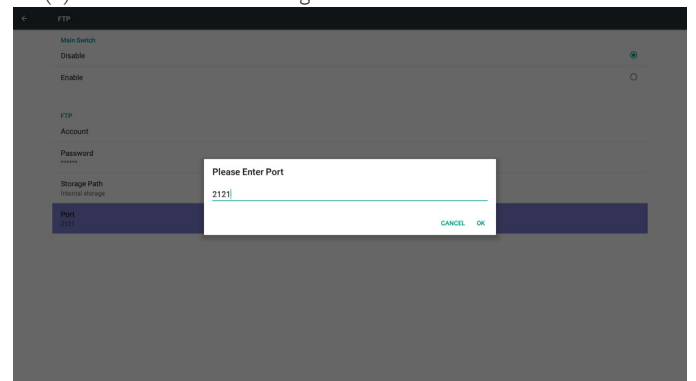 FTP
Main Switch
Disable
Enable
FTP
Account
Password
******
Storage Path
Internal storage
Port
2121
Please Enter Port
2121
CANCEL OK